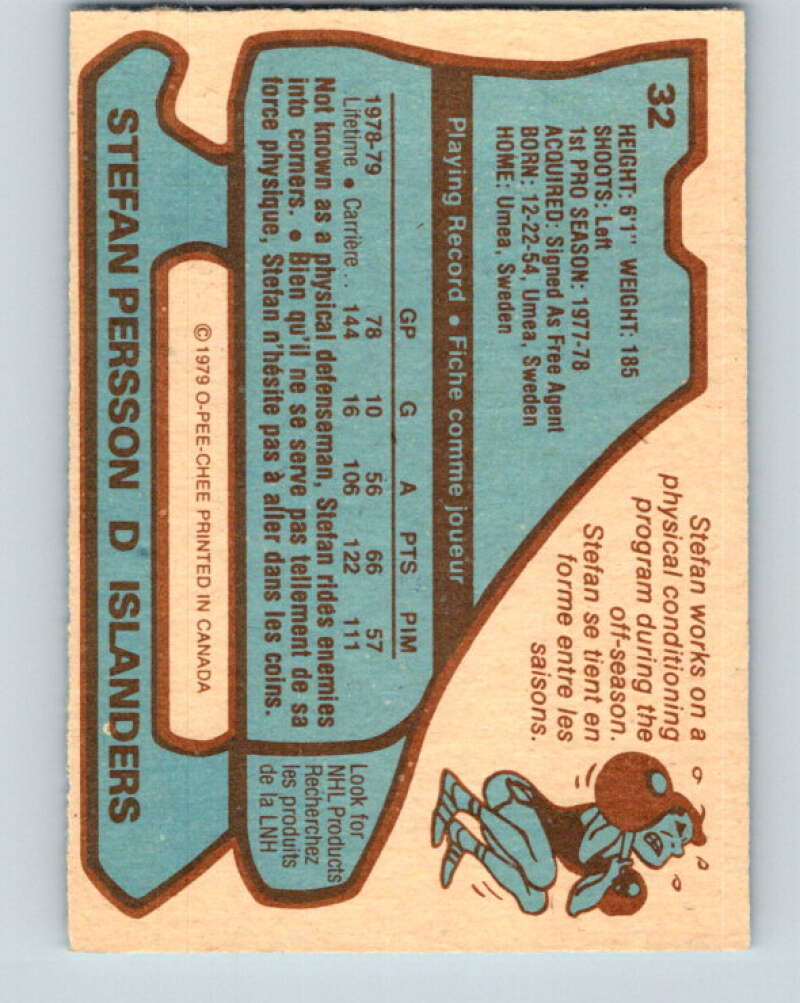 32
HEIGHT: 6'1" WEIGHT: 185
SHOOTS: Left
1st PRO SEASON: 1977-78
ACQUIRED: Signed As Free Agent
BORN: 12-22-54, Umea, Sweden
HOME: Umea, Sweden
Stefan works on a
physical conditioning
program during the
off-season.
Stefan se tient en
forme entre les
saisons.
Playing Record • Fiche comme joueur
GP G A PTS PIM
1978-79 78 10 56 66 57
Lifetime • Carrière .. 144 16 106 122 111
Not known as a physical defenseman, Stefan rides enemies
into corners. • Bien qu'il ne se serve pas tellement de sa
force physique, Stefan n'hésite pas à aller dans les coins.
Look for
NHL Products
Recherchez
les produits
de la LNH
© 1979 O-PEE-CHEE PRINTED IN CANADA
STEFAN PERSSON D ISLANDERS